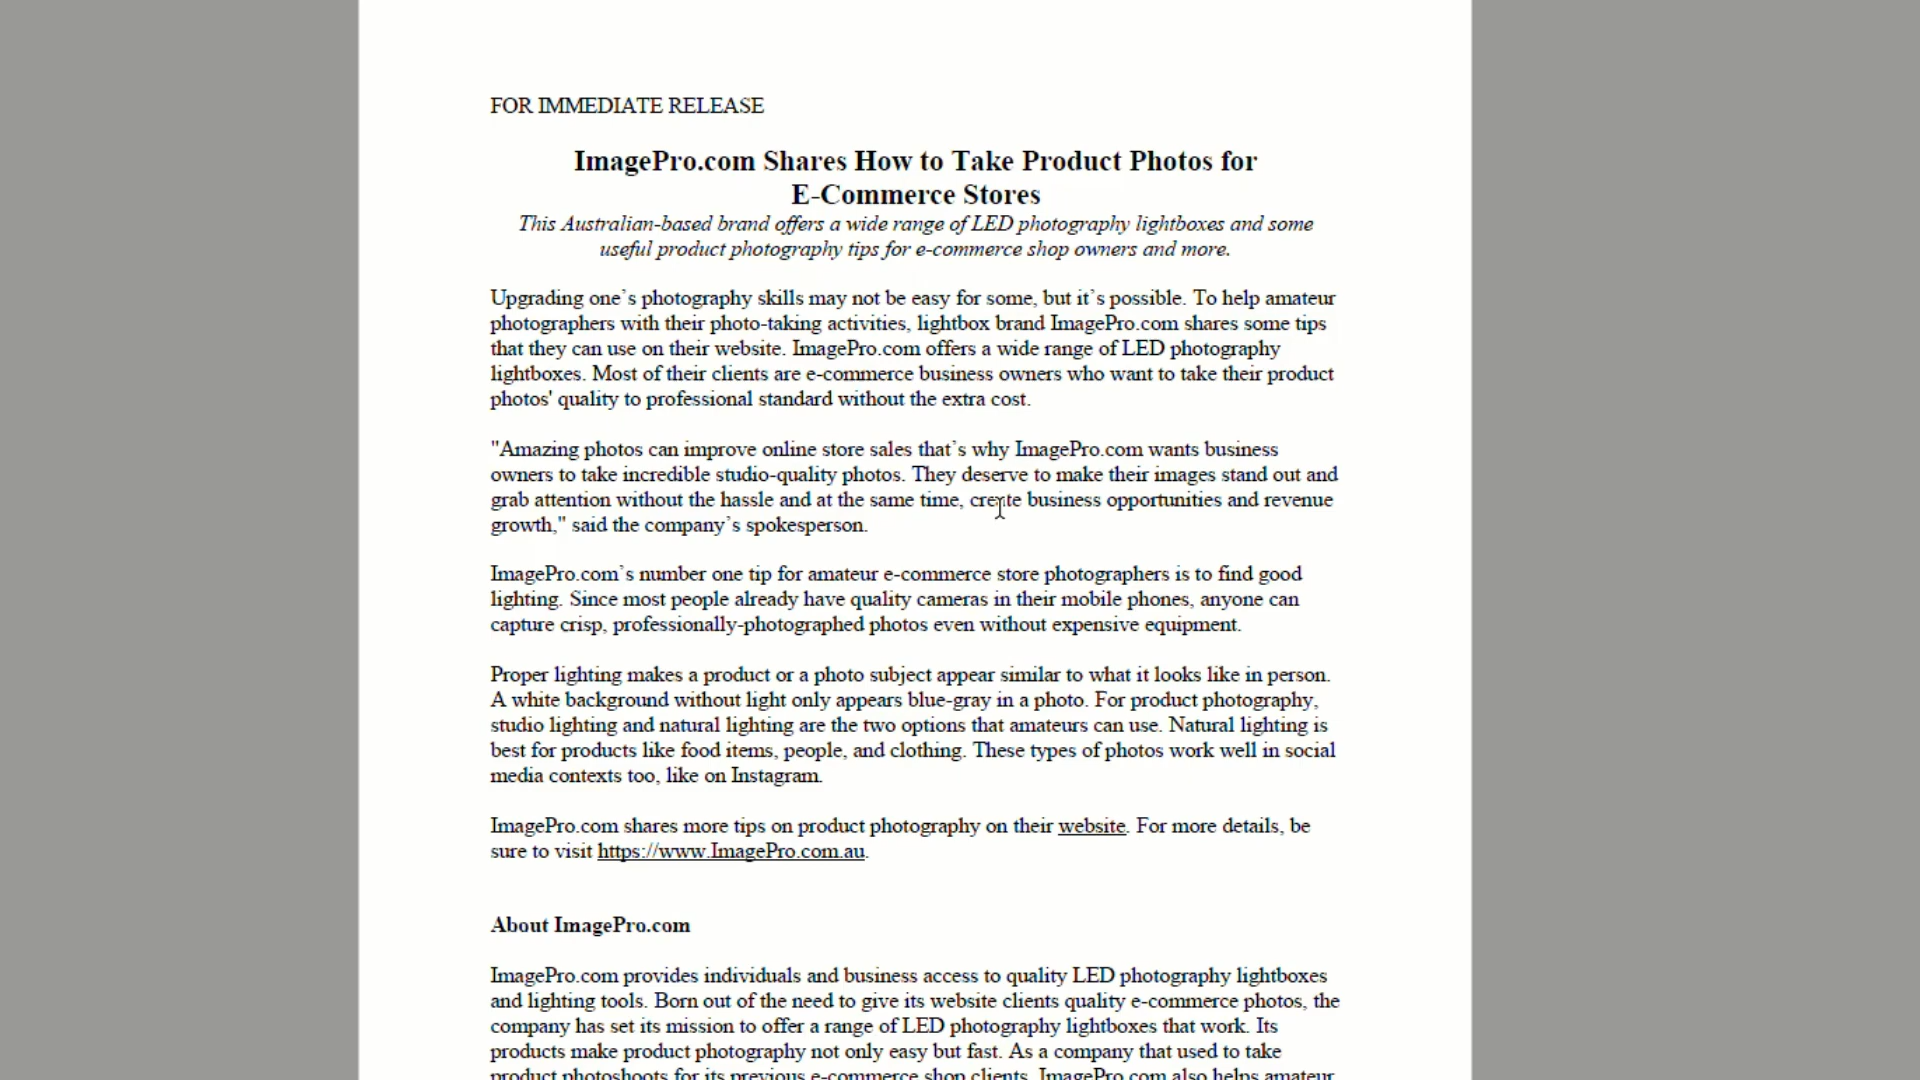 FOR IMMEDIATE RELEASE
ImagePro.com Shares How to Take Product Photos for
E-Commerce Stores
This Australian-based brand offers a wide range of LED photography lightboxes and some
useful product photography tips for e-commerce shop owners and more.
Upgrading one’s photography skills may not be easy for some, but it’s possible. To help amateur
photographers with their photo-taking activities, lightbox brand ImagePro.com shares some tips
that they can use on their website. ImagePro.com offers a wide range of LED photography
lightboxes. Most of their clients are e-commerce business owners who want to take their product
photos' quality to professional standard without the extra cost.
"Amazing photos can improve online store sales that’s why ImagePro.com wants business
owners to take incredible studio-quality photos. They deserve to make their images stand out and
grab attention without the hassle and at the same time, create business opportunities and revenue
growth," said the company’s spokesperson.
ImagePro.com’s number one tip for amateur e-commerce store photographers is to find good
lighting. Since most people already have quality cameras in their mobile phones, anyone can
capture crisp, professionally-photographed photos even without expensive equipment.
Proper lighting makes a product or a photo subject appear similar to what it looks like in person.
A white background without light only appears blue-gray in a photo. For product photography,
studio lighting and natural lighting are the two options that amateurs can use. Natural lighting is
best for products like food items, people, and clothing. These types of photos work well in social
media contexts too, like on Instagram.
ImagePro.com shares more tips on product photography on their website. For more details, be
sure to visit https://www.ImagePro.com.au.
About ImagePro.com
ImagePro.com provides individuals and business access to quality LED photography lightboxes
and lighting tools. Born out of the need to give its website clients quality e-commerce photos, the
company has set its mission to offer a range of LED photography lightboxes that work. Its
products make product photography not only easy but fast. As a company that used to take
product photoshoots for its previous e-commerce shop clients, ImagePro.com also helps amateur